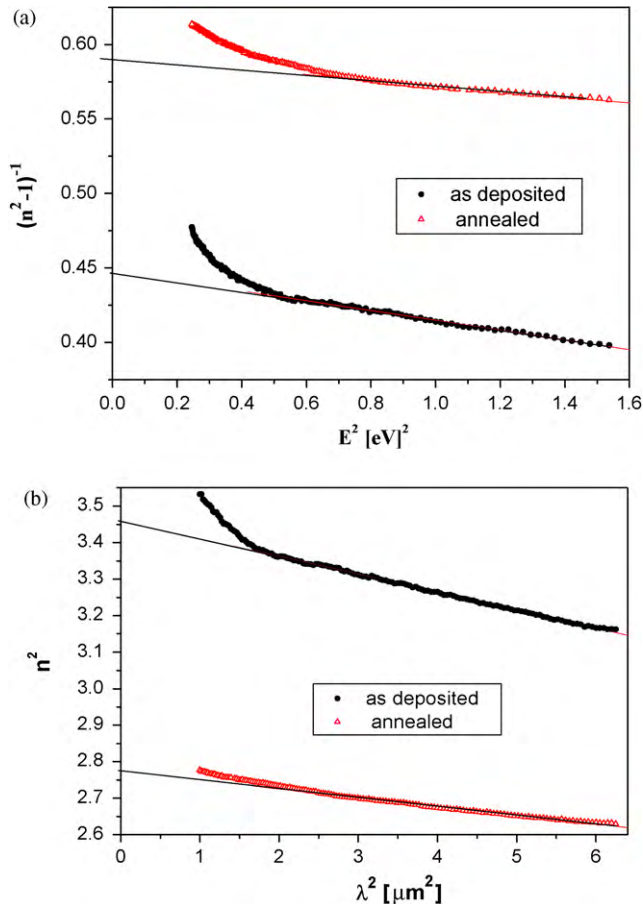 (a)
0.60
0.55
0.50
0.45
0.40
(n²-1)⁻¹
as deposited
annealed
0.0 0.2 0.4 0.6 0.8 1.0 1.2 1.4 1.6
E² [eV]²
(b)
3.5
3.4
3.3
3.2
3.1
3.0
2.9
2.8
2.7
2.6
n²
as deposited
annealed
0 1 2 3 4 5 6
λ² [μm²]